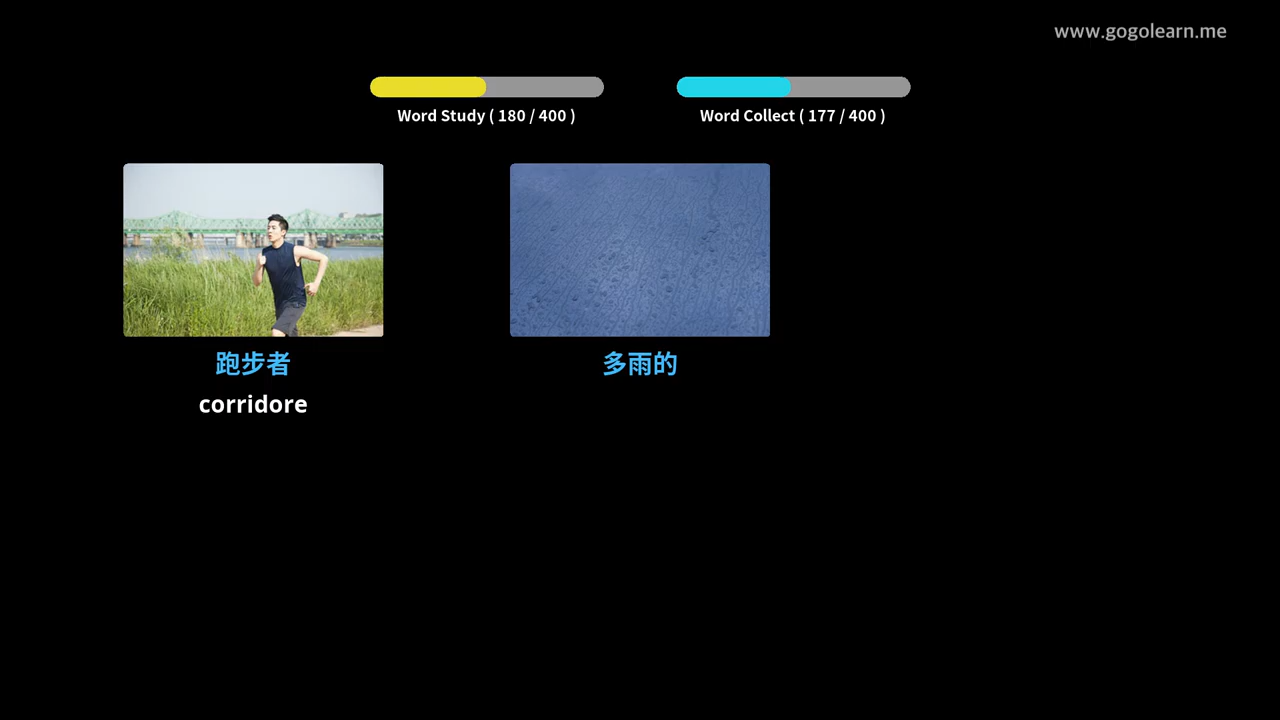 www.gogolearn.me
Word Study ( 180 / 400 )
Word Collect ( 177 / 400 )
跑步者
多雨的
corridore